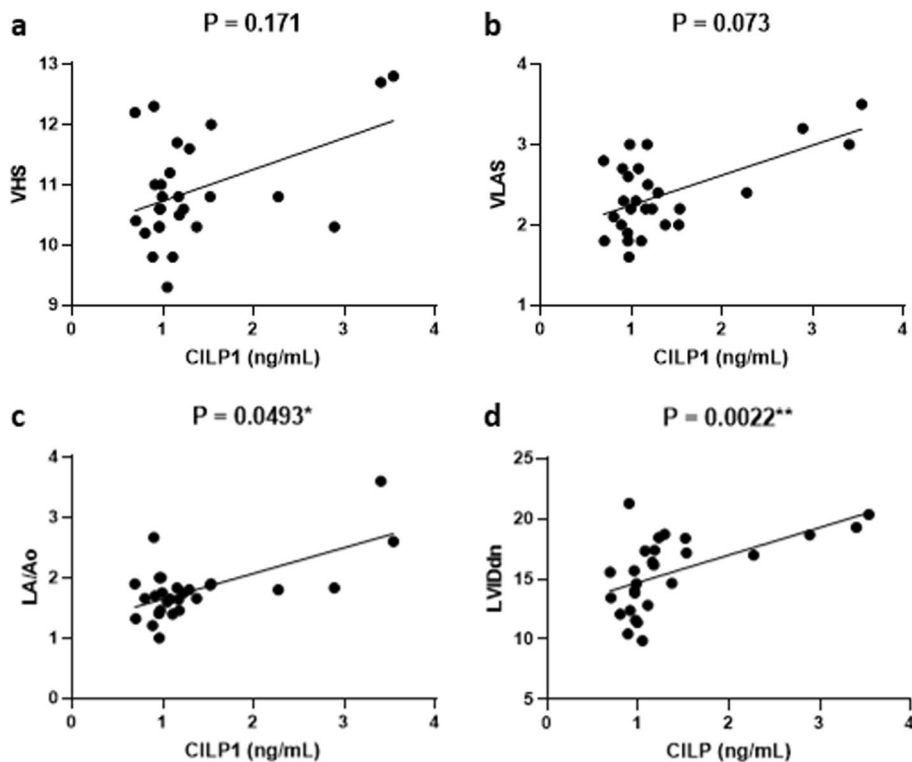 a
P = 0.171
VHS
13
12
11
10
9
0
1
2
3
4
CILP1 (ng/mL)
b
P = 0.073
VLAS
4
3
2
1
0
1
2
3
4
CILP1 (ng/mL)
c
P = 0.0493*
LA/Ao
4
3
2
1
0
0
1
2
3
4
CILP1 (ng/mL)
d
P = 0.0022**
LVIDdn
25
20
15
10
5
0
1
2
3
4
CILP (ng/mL)